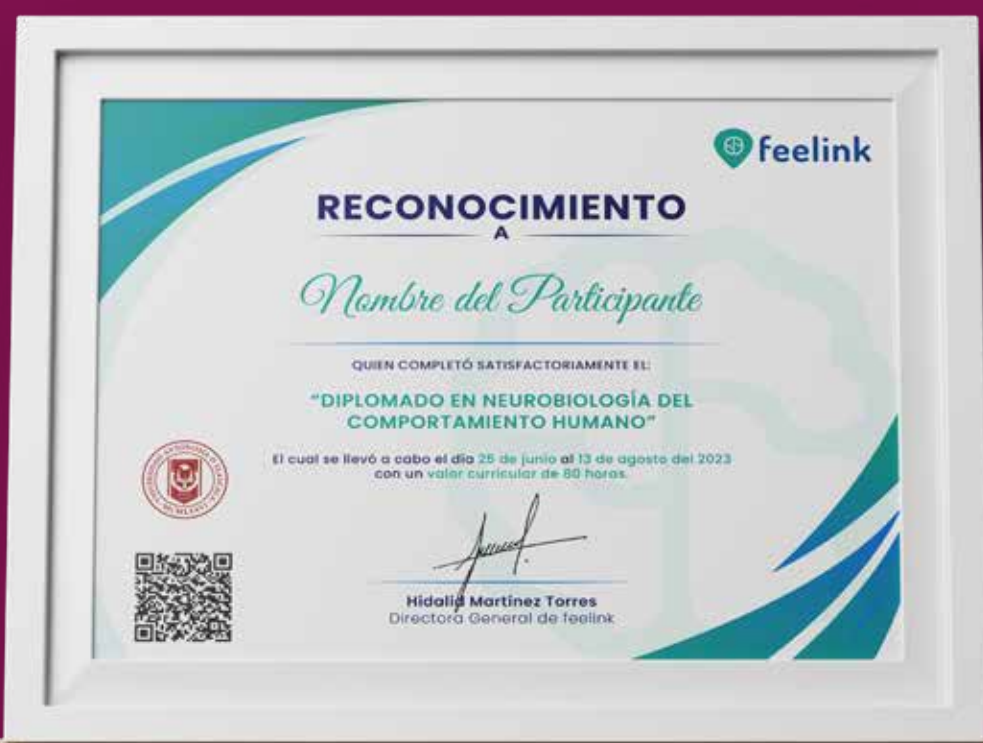 feelink
RECONOCIMIENTO
A
Nombre del Participante
QUIEN COMPLETÓ SATISFACTORIAMENTE EL:
"DIPLOMADO EN NEUROBIOLOGÍA DEL
COMPORTAMIENTO HUMANO"
El cual se llevó a cabo el día 25 de junio al 13 de agosto del 2023
con un valor curricular de 80 horas.
Hidalid Martínez Torres
Directora General de feelink